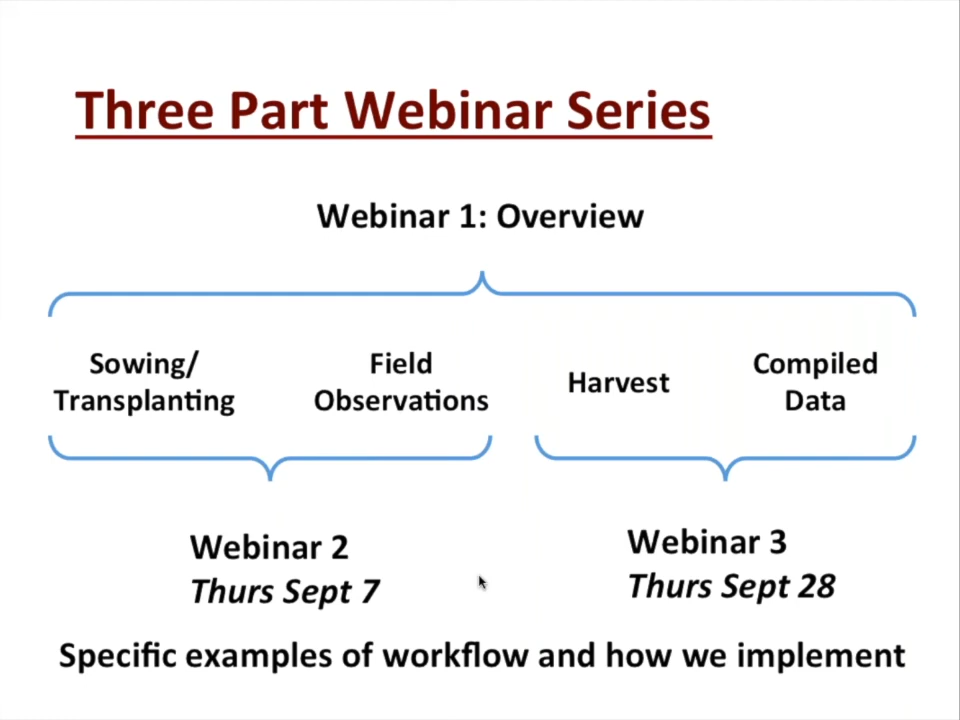 Three Part Webinar Series
Webinar 1: Overview
Sowing/
Transplanting
Field
Observations
Harvest
Compiled
Data
Webinar 2
Thurs Sept 7
Webinar 3
Thurs Sept 28
Specific examples of workflow and how we implement